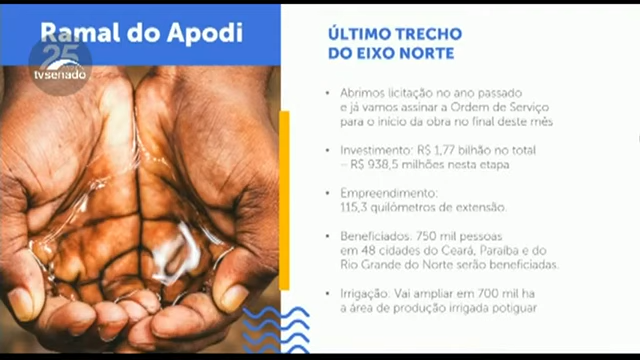 Ramal do Apodi
25
tvsenado
ÚLTIMO TRECHO
DO EIXO NORTE
• Abrimos licitação no ano passado
e já vamos assinar a Ordem de Serviço
para o início da obra no final deste mês
• Investimento: R$ 1,77 bilhão no total
– R$ 938,5 milhões nesta etapa
• Empreendimento:
115,3 quilômetros de extensão.
• Beneficiados: 750 mil pessoas
em 48 cidades do Ceará, Paraíba e do
Rio Grande do Norte serão beneficiadas.
• Irrigação: Vai ampliar em 700 mil ha
a área de produção irrigada potiguar